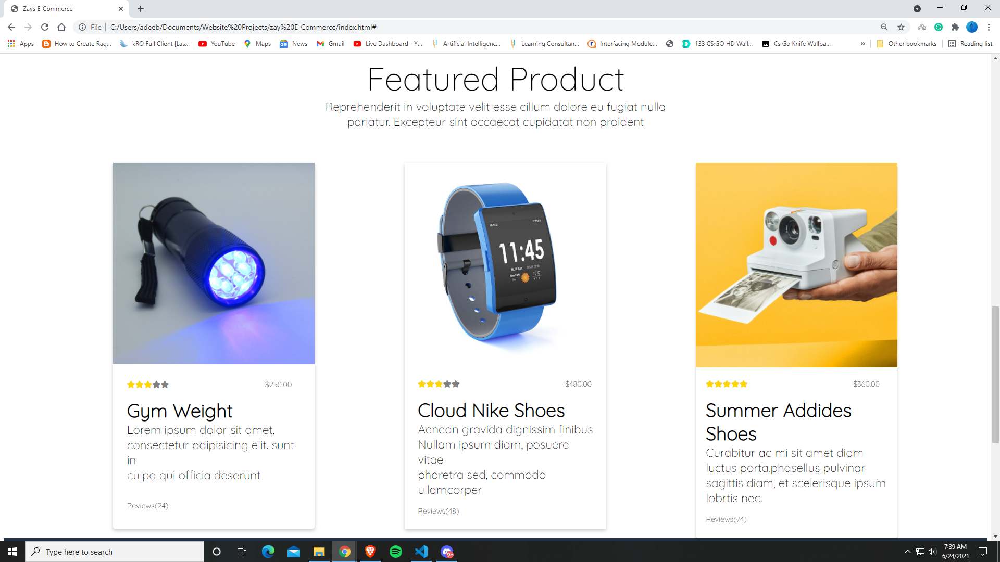 Zays E-Commerce
File
C:/Users/adeeb/Documents/Website%20Projects/zay%20E-Commerce/index.html#
Apps
How to Create Rag...
kRO Full Client [Las...
YouTube
Maps
News
Gmail
Live Dashboard - Y...
Artificial Intelligenc...
Learning Consultan...
Interfacing Module...
133 CS:GO HD Wall...
Cs Go Knife Wallpa...
»
Other bookmarks
Reading list
Featured Product
Reprehenderit in voluptate velit esse cillum dolore eu fugiat nulla
pariatur. Excepteur sint occaecat cupidatat non proident
$250.00
Gym Weight
Lorem ipsum dolor sit amet,
consectetur adipisicing elit. sunt
in
culpa qui officia deserunt
Reviews(24)
11:45
New York
15°C
$480.00
Cloud Nike Shoes
Aenean gravida dignissim finibus
Nullam ipsum diam, posuere
vitae
pharetra sed, commodo
ullamcorper
Reviews(48)
$360.00
Summer Addides
Shoes
Curabitur ac mi sit amet diam
luctus porta.phasellus pulvinar
sagittis diam, et scelerisque ipsum
lobrtis nec.
Reviews(74)
Type here to search
9+
7:39 AM
6/24/2021